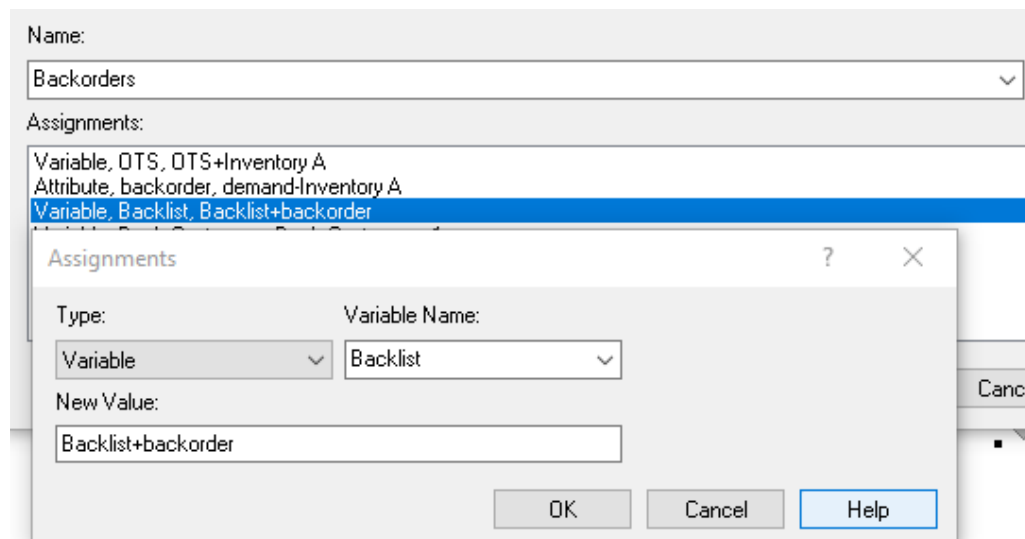 Name:
Backorders
Assignments:
Variable, OTS, OTS+Inventory A
Attribute, backorder, demand-Inventory A
Variable, Backlist, Backlist+backorder
Assignments ?
Type: Variable Name:
Variable Backlist
Canc
New Value:
Backlist+backorder
OK Cancel Help